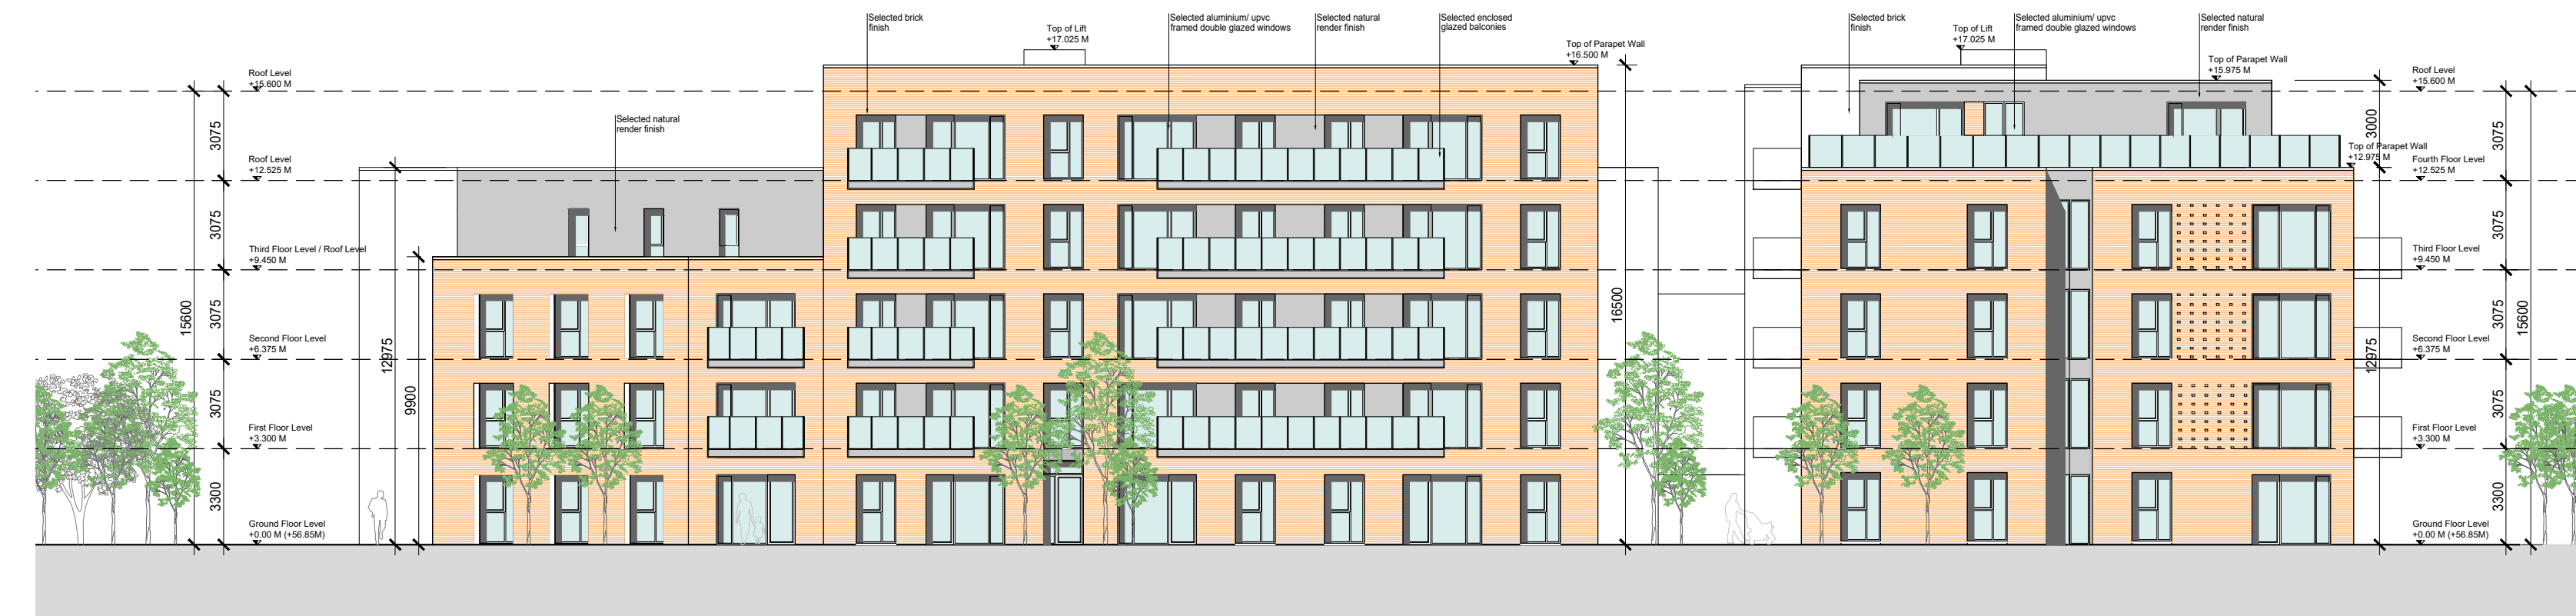 Selected brick
finish
Top of Lift
+17.025 M
Selected aluminium/ upvc
framed double glazed windows
Selected natural
render finish
Selected enclosed
glazed balconies
Top of Parapet Wall
+16.500 M
Selected brick
finish
Top of Lift
+17.025 M
Selected aluminium/ upvc
framed double glazed windows
Selected natural
render finish
Top of Parapet Wall
+15.975 M
Roof Level
+15.600 M
Roof Level
+15.600 M
Selected natural
render finish
3075
3000
3075
Top of Parapet Wall
+12.975 M
Roof Level
+12.525 M
Fourth Floor Level
+12.525 M
3075
3075
Third Floor Level / Roof Level
+9.450 M
Third Floor Level
+9.450 M
15600
3075
16500
3075
15600
Second Floor Level
+6.375 M
Second Floor Level
+6.375 M
12975
12975
3075
9900
3075
First Floor Level
+3.300 M
First Floor Level
+3.300 M
3300
3300
Ground Floor Level
+0.00 M (+56.85M)
Ground Floor Level
+0.00 M (+56.85M)